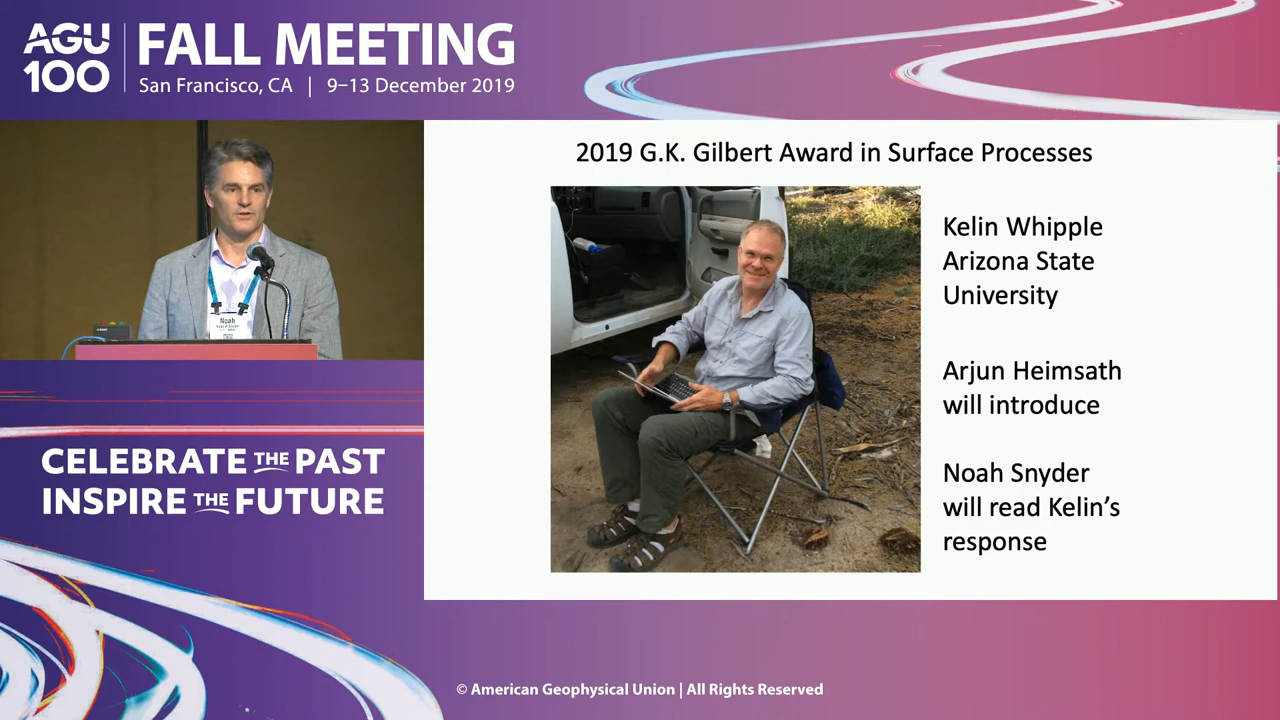 AGU
100
FALL MEETING
San Francisco, CA | 9–13 December 2019
2019 G.K. Gilbert Award in Surface Processes
Kelin Whipple
Arizona State
University
Arjun Heimsath
will introduce
Noah Snyder
will read Kelin’s
response
Noah
CELEBRATE THE PAST
INSPIRE THE FUTURE
© American Geophysical Union | All Rights Reserved